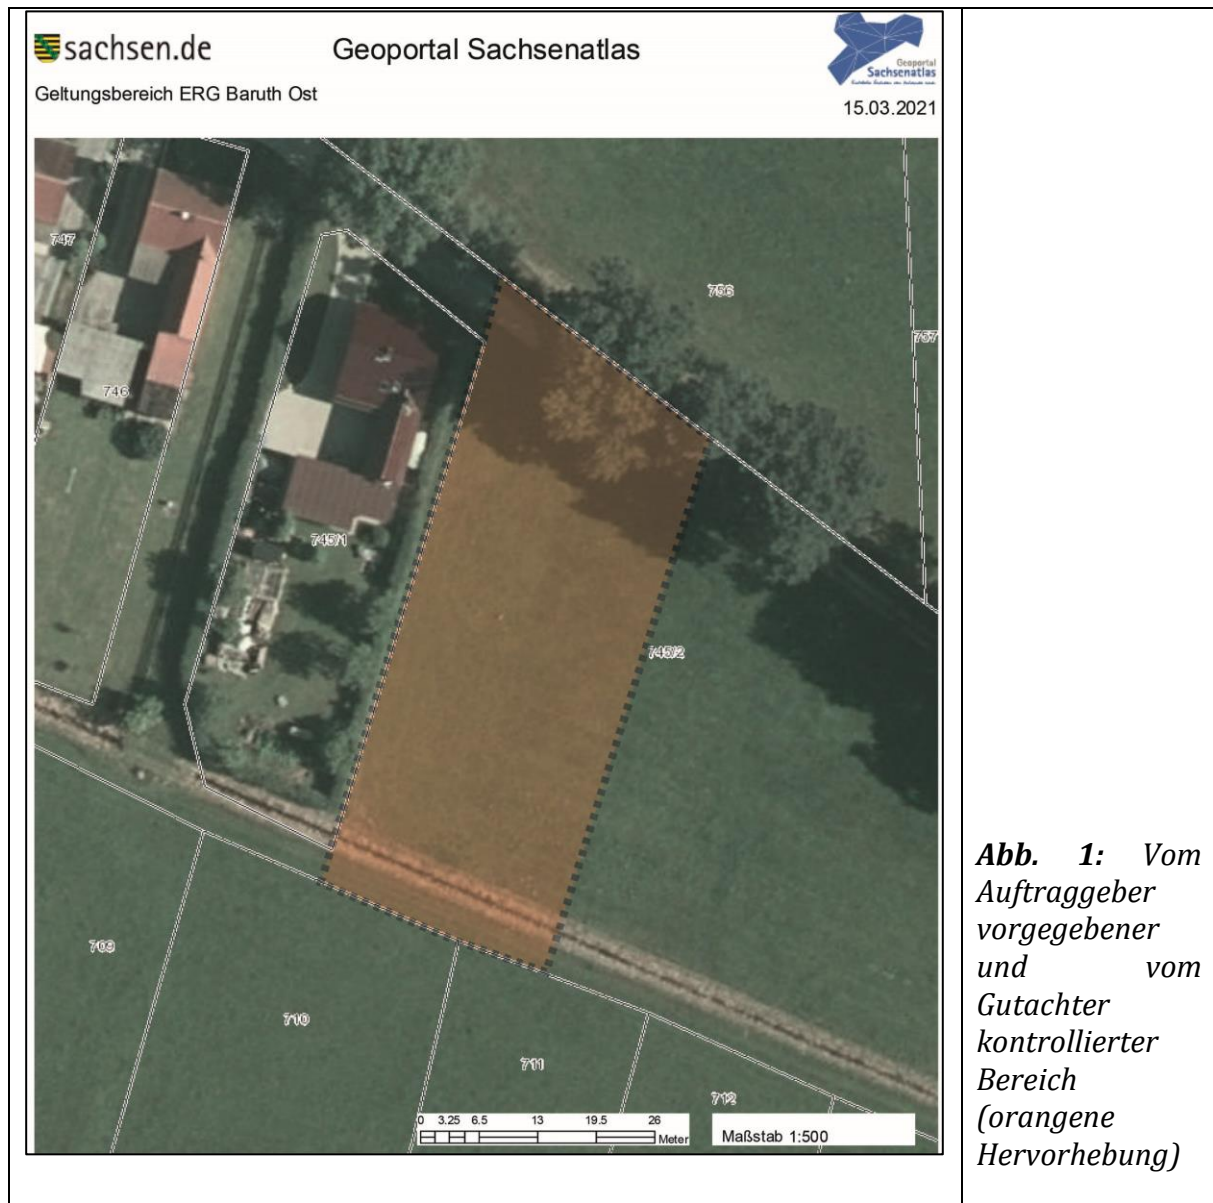 sachsen.de
Geoportal Sachsenatlas
Geoportal
Sachsenatlas
Geltungsbereich ERG Baruth Ost
15.03.2021
747
756
757
746
745/1
745/2
709
710
711
712
0 3.25 6.5 13 19.5 26
Meter
Maßstab 1:500
Abb. 1: Vom
Auftraggeber
vorgegebener
und vom
Gutachter
kontrollierter
Bereich
(orangene
Hervorhebung)